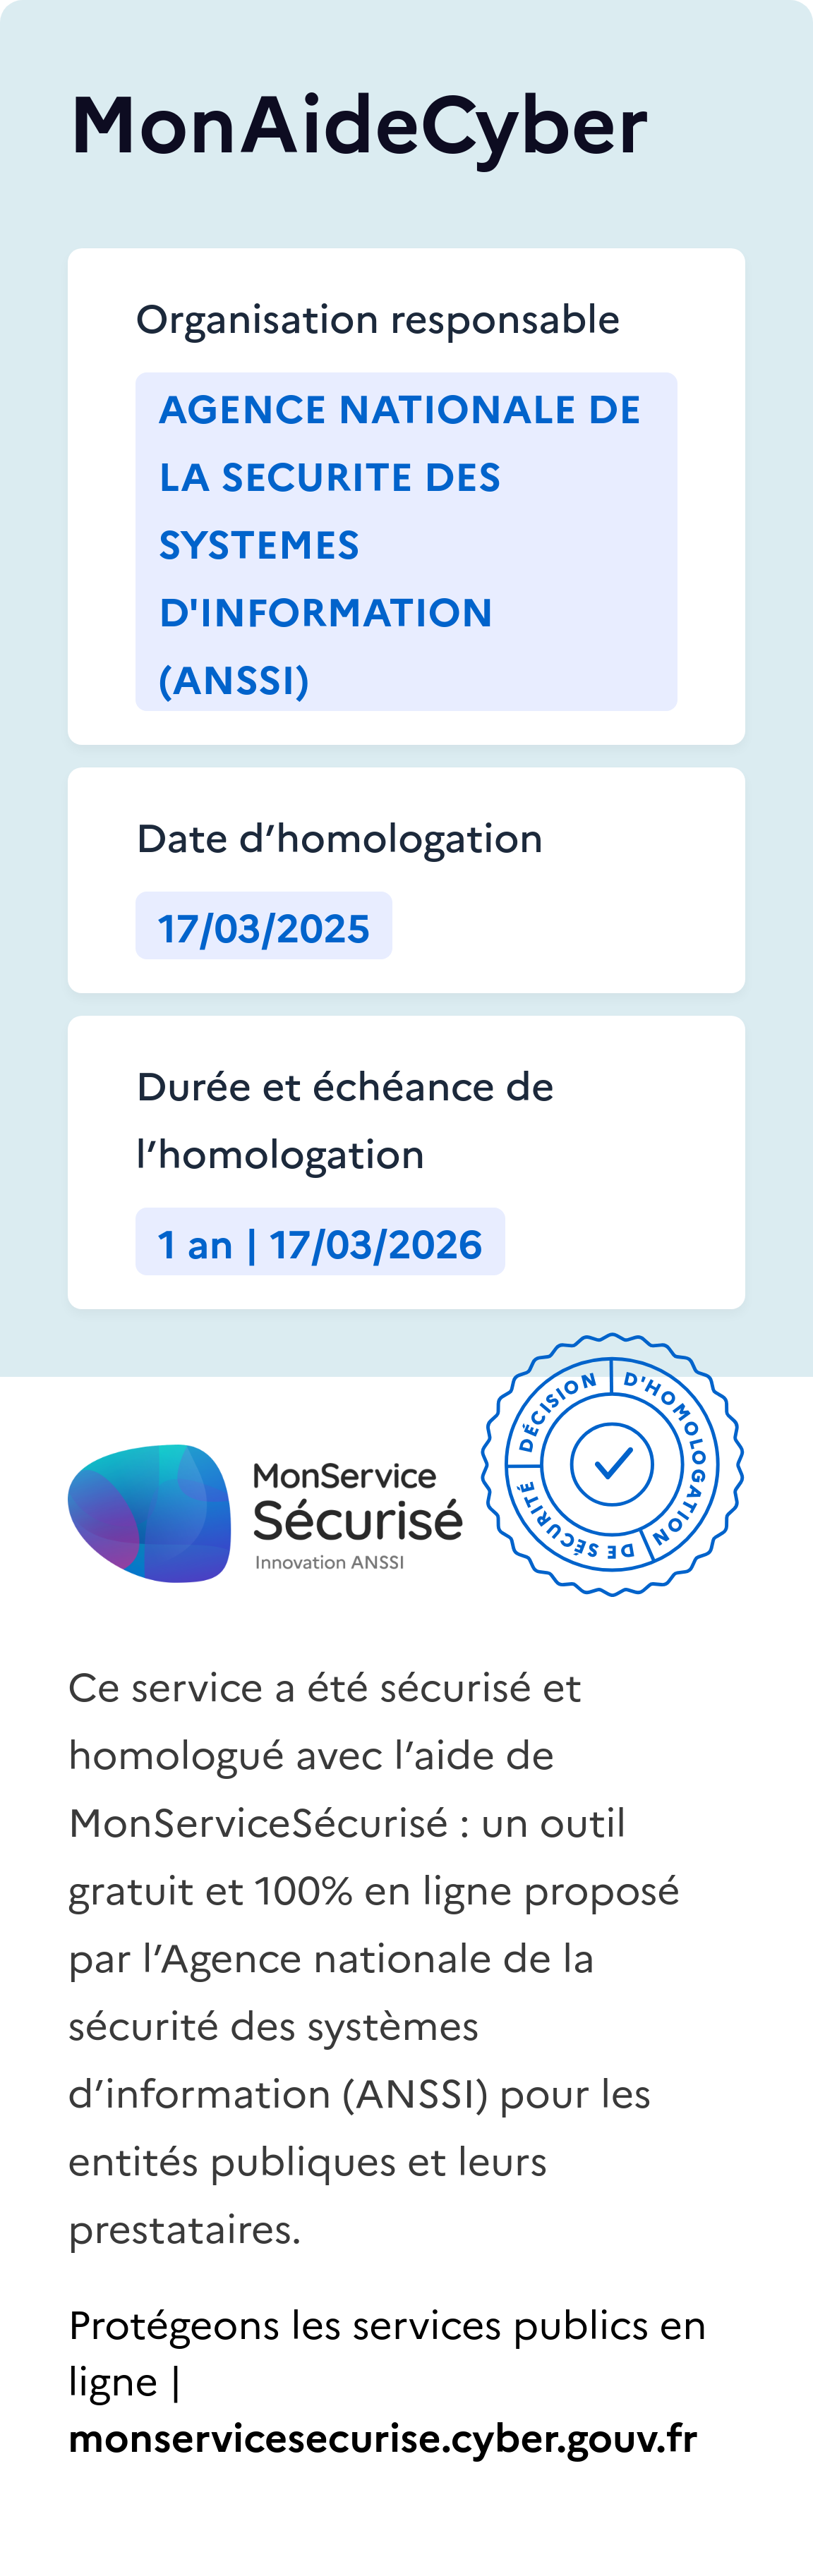 MonAideCyber
Organisation responsable
AGENCE NATIONALE DE
LA SECURITE DES
SYSTEMES
D'INFORMATION
(ANSSI)
Date d’homologation
17/03/2025
Durée et échéance de
l’homologation
1 an | 17/03/2026
MonService
Sécurisé
Innovation ANSSI
DÉCISION D'HOMOLOGATION DE SÉCURITÉ
Ce service a été sécurisé et
homologué avec l’aide de
MonServiceSécurisé : un outil
gratuit et 100% en ligne proposé
par l’Agence nationale de la
sécurité des systèmes
d’information (ANSSI) pour les
entités publiques et leurs
prestataires.
Protégeons les services publics en
ligne |
monservicesecurise.cyber.gouv.fr